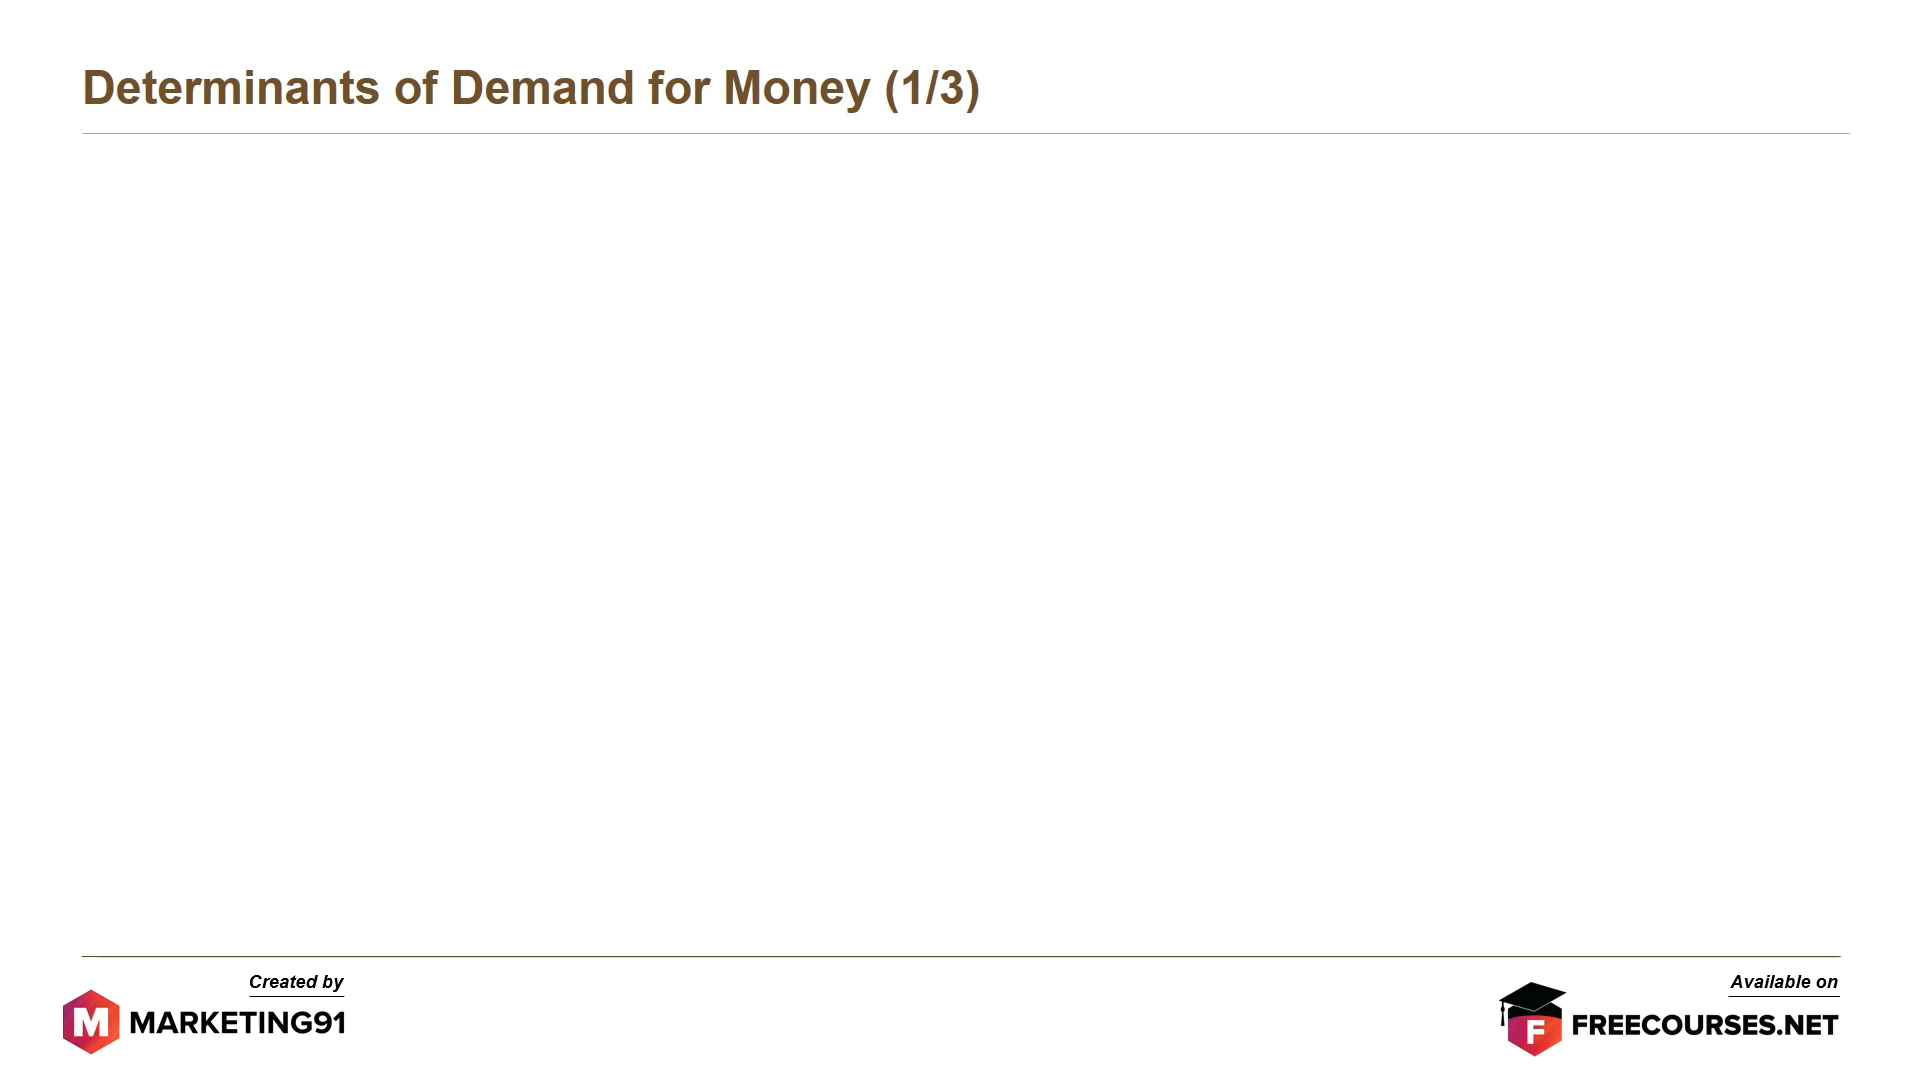 Determinants of Demand for Money (1/3)
Created by
M MARKETING91
Available on
F FREECOURSES.NET